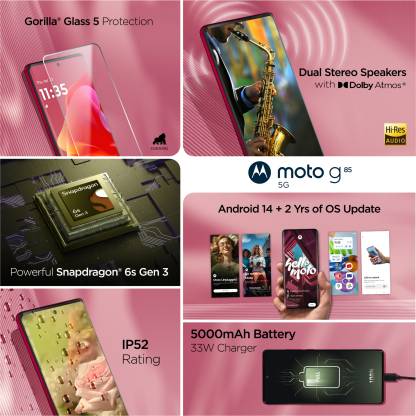 Gorilla® Glass 5 Protection
11:35
Dual Stereo Speakers
with Dolby Atmos®
Hi-Res
AUDIO
moto g85
5G
Snapdragon
6s
Gen 3
Powerful Snapdragon® 6s Gen 3
Android 14 + 2 Yrs of OS Update
hello
moto
IP52
Rating
5000mAh Battery
33W Charger
FULL
100%